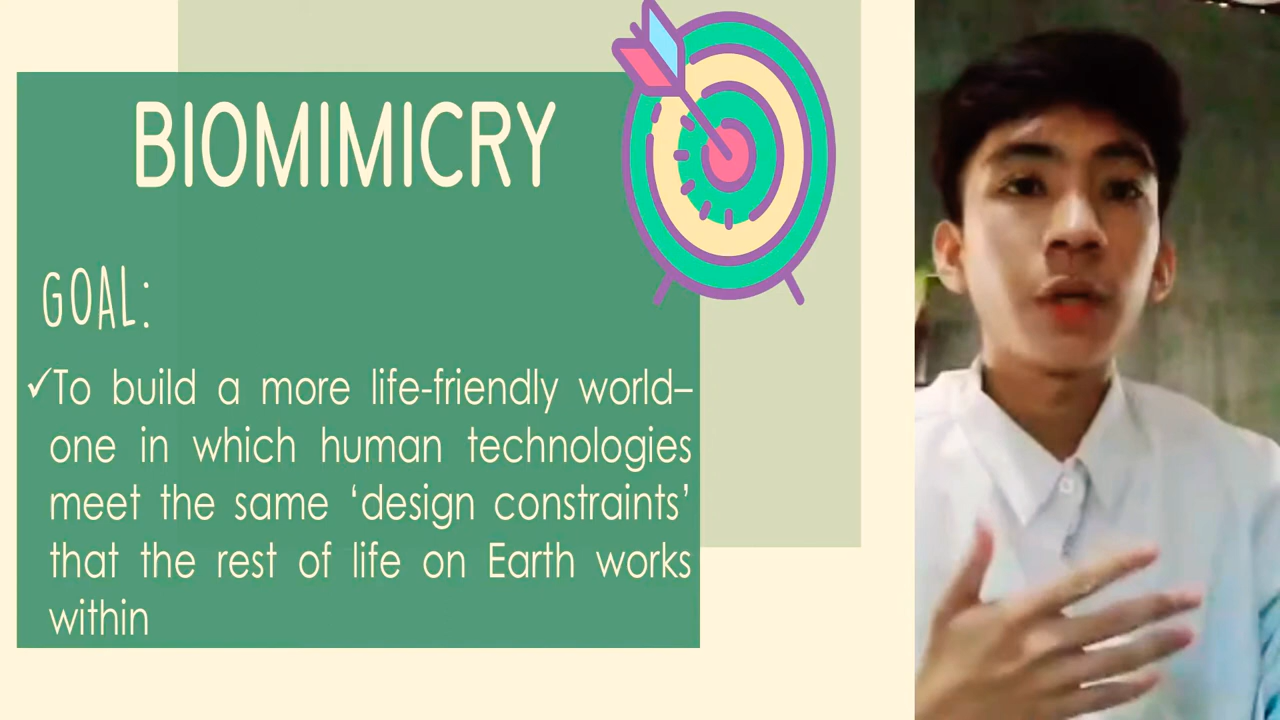 BIOMIMICRY
GOAL:
✓To build a more life-friendly world–
one in which human technologies
meet the same ‘design constraints’
that the rest of life on Earth works
within